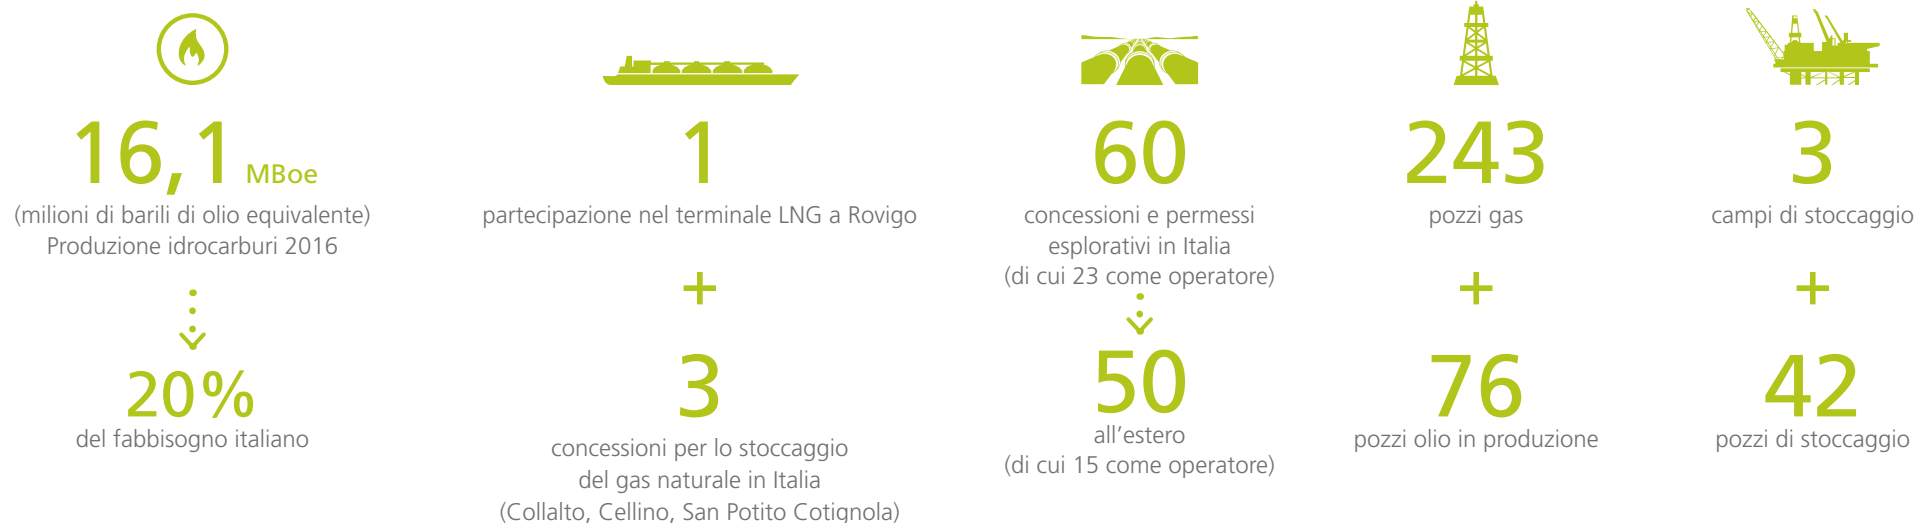 16,1 MBoe
(milioni di barili di olio equivalente)
Produzione idrocarburi 2016
20%
del fabbisogno italiano
1
partecipazione nel terminale LNG a Rovigo
+
3
concessioni per lo stoccaggio
del gas naturale in Italia
(Collalto, Cellino, San Potito Cotignola)
60
concessioni e permessi
esplorativi in Italia
(di cui 23 come operatore)
50
all’estero
(di cui 15 come operatore)
243
pozzi gas
+
76
pozzi olio in produzione
3
campi di stoccaggio
+
42
pozzi di stoccaggio